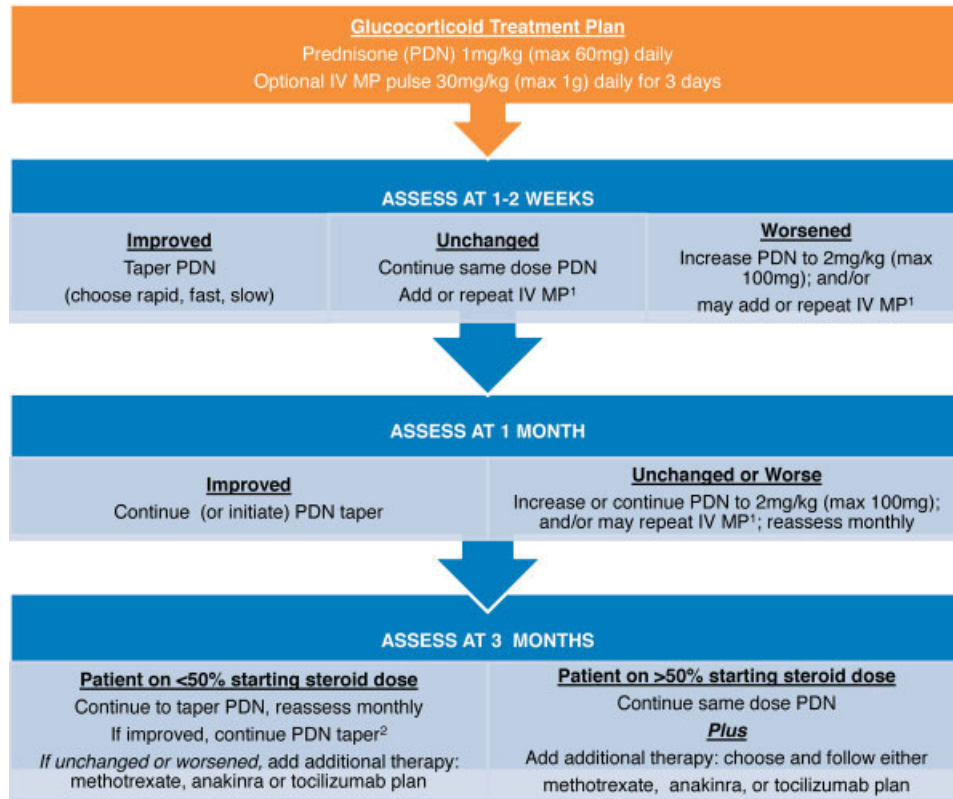 Glucocorticoid Treatment Plan
Prednisone (PDN) 1mg/kg (max 60mg) daily
Optional IV MP pulse 30mg/kg (max 1g) daily for 3 days
ASSESS AT 1-2 WEEKS
Improved
Taper PDN
(choose rapid, fast, slow)
Unchanged
Continue same dose PDN
Add or repeat IV MP¹
Worsened
Increase PDN to 2mg/kg (max
100mg); and/or
may add or repeat IV MP¹
ASSESS AT 1 MONTH
Improved
Continue (or initiate) PDN taper
Unchanged or Worse
Increase or continue PDN to 2mg/kg (max 100mg);
and/or may repeat IV MP¹; reassess monthly
ASSESS AT 3 MONTHS
Patient on <50% starting steroid dose
Continue to taper PDN, reassess monthly
If improved, continue PDN taper²
If unchanged or worsened, add additional therapy:
methotrexate, anakinra or tocilizumab plan
Patient on >50% starting steroid dose
Continue same dose PDN
Plus
Add additional therapy: choose and follow either
methotrexate, anakinra, or tocilizumab plan